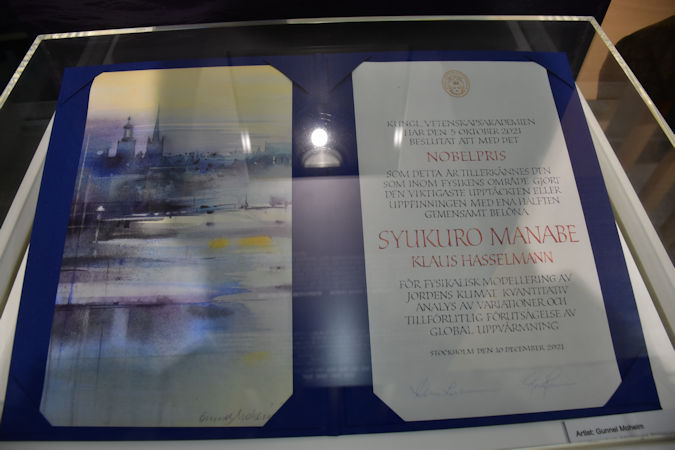 KUNGL. VETENSKAPSAKADEMIEN
HAR DEN 5 OKTOBER 2021
BESLUTAT ATT MED DET
NOBELPRIS
SOM DETTA ÅR TILLERKÄNNES DEN
SOM INOM FYSIKENS OMRÅDE GJORT
DEN VIKTIGASTE UPPTÄCKTEN ELLER
UPPFINNINGEN MED ENA HÄLFTEN
GEMENSAMT BELÖNA
SYUKURO MANABE
KLAUS HASSELMANN
FÖR FYSIKALISK MODELLERING AV
JORDENS KLIMAT, KVANTITATIV
ANALYS AV VARIATIONER OCH
TILLFÖRLITLIG FÖRUTSÄGELSE AV
GLOBAL UPPVÄRMNING
STOCKHOLM DEN 10 DECEMBER 2021
Artist: Gunnel Moheim